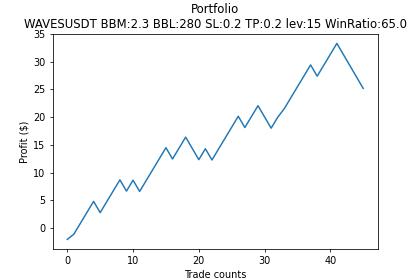 Portfolio
WAVESUSDT BBM:2.3 BBL:280 SL:0.2 TP:0.2 lev:15 WinRatio:65.0
35
30
25
20
15
10
5
0
Profit ($)
0 10 20 30 40
Trade counts